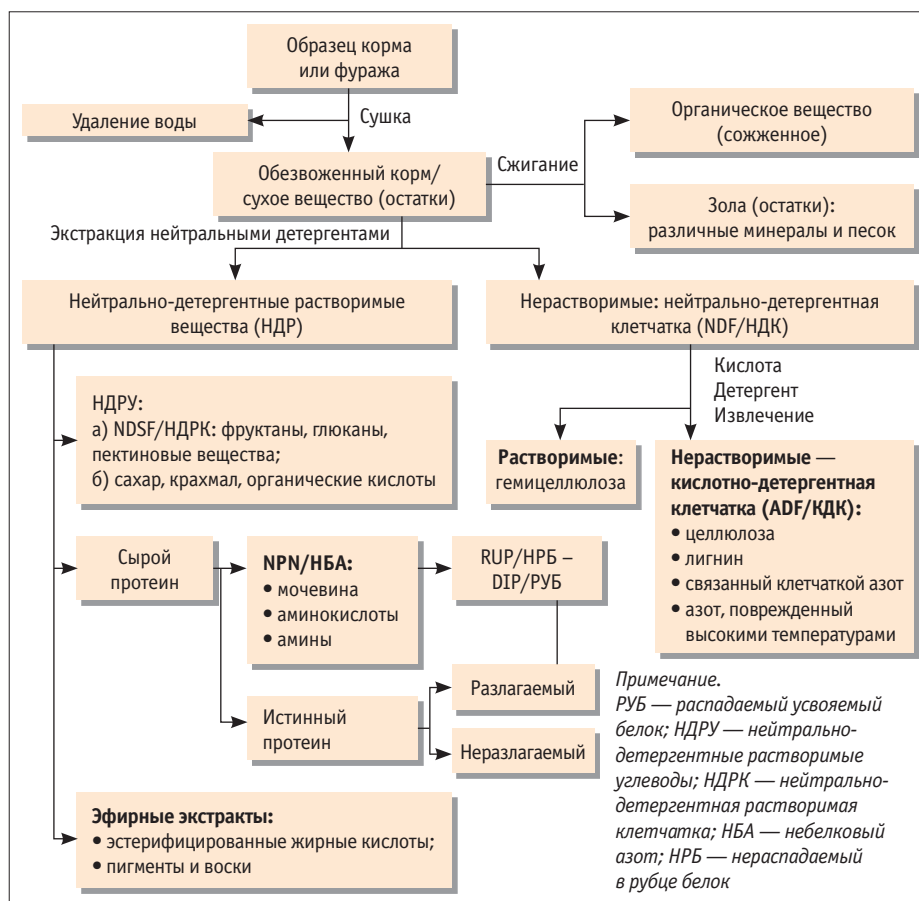 Образец корма
или фуража
Удаление воды
Сушка
Органическое вещество
(сожженное)
Обезвоженный корм/
сухое вещество (остатки)
Сжигание
Зола (остатки):
различные минералы и песок
Экстракция нейтральными детергентами
Нейтрально-детергентные растворимые
вещества (НДР)
Нерастворимые: нейтрально-детергентная
клетчатка (NDF/НДК)
Кислота
Детергент
Извлечение
НДРУ:
а) NDSF/НДРК: фруктаны, глюканы,
пектиновые вещества;
б) сахар, крахмал, органические кислоты
Растворимые:
гемицеллюлоза
Нерастворимые —
кислотно-детергентная
клетчатка (ADF/КДК):
• целлюлоза
• лигнин
• связанный клетчаткой азот
• азот, поврежденный
высокими температурами
Сырой
протеин
NPN/НБА:
• мочевина
• аминокислоты
• амины
RUP/НРБ –
DIP/РУБ
Истинный
протеин
Разлагаемый
Неразлагаемый
Примечание.
РУБ — распадаемый усвояемый
белок; НДРУ — нейтрально-
детергентные растворимые
углеводы; НДРК — нейтрально-
детергентная растворимая
клетчатка; НБА — небелковый
азот; НРБ — нераспадаемый
в рубце белок
Эфирные экстракты:
• эстерифицированные жирные кислоты;
• пигменты и воски